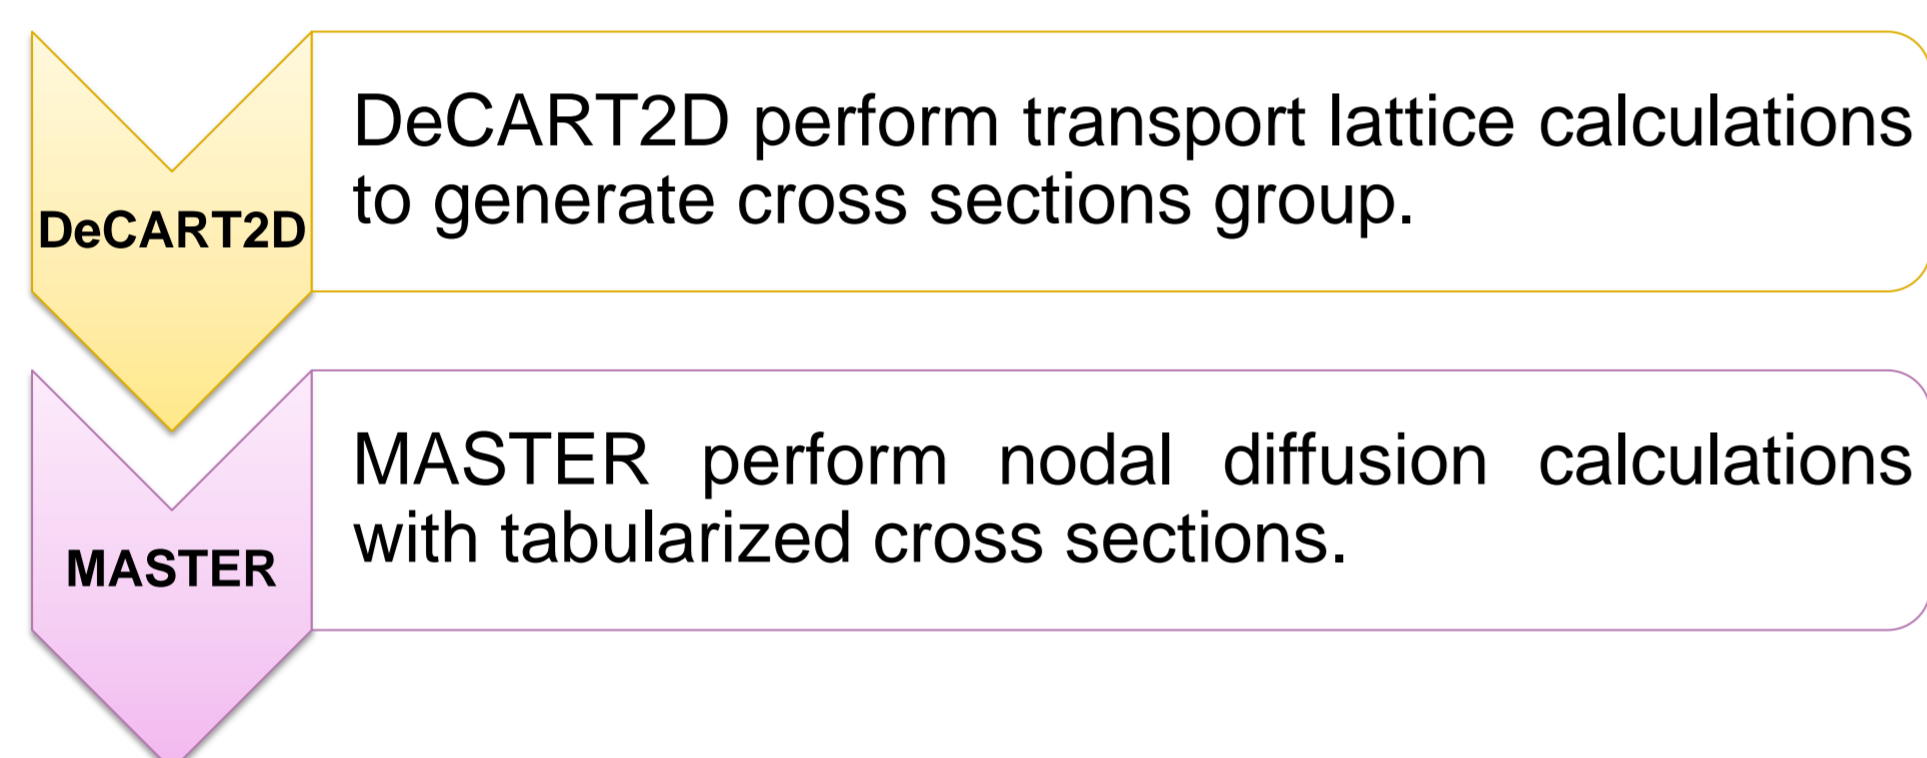 DeCART2D perform transport lattice calculations
to generate cross sections group.
DeCART2D
MASTER perform nodal diffusion calculations
with tabularized cross sections.
MASTER